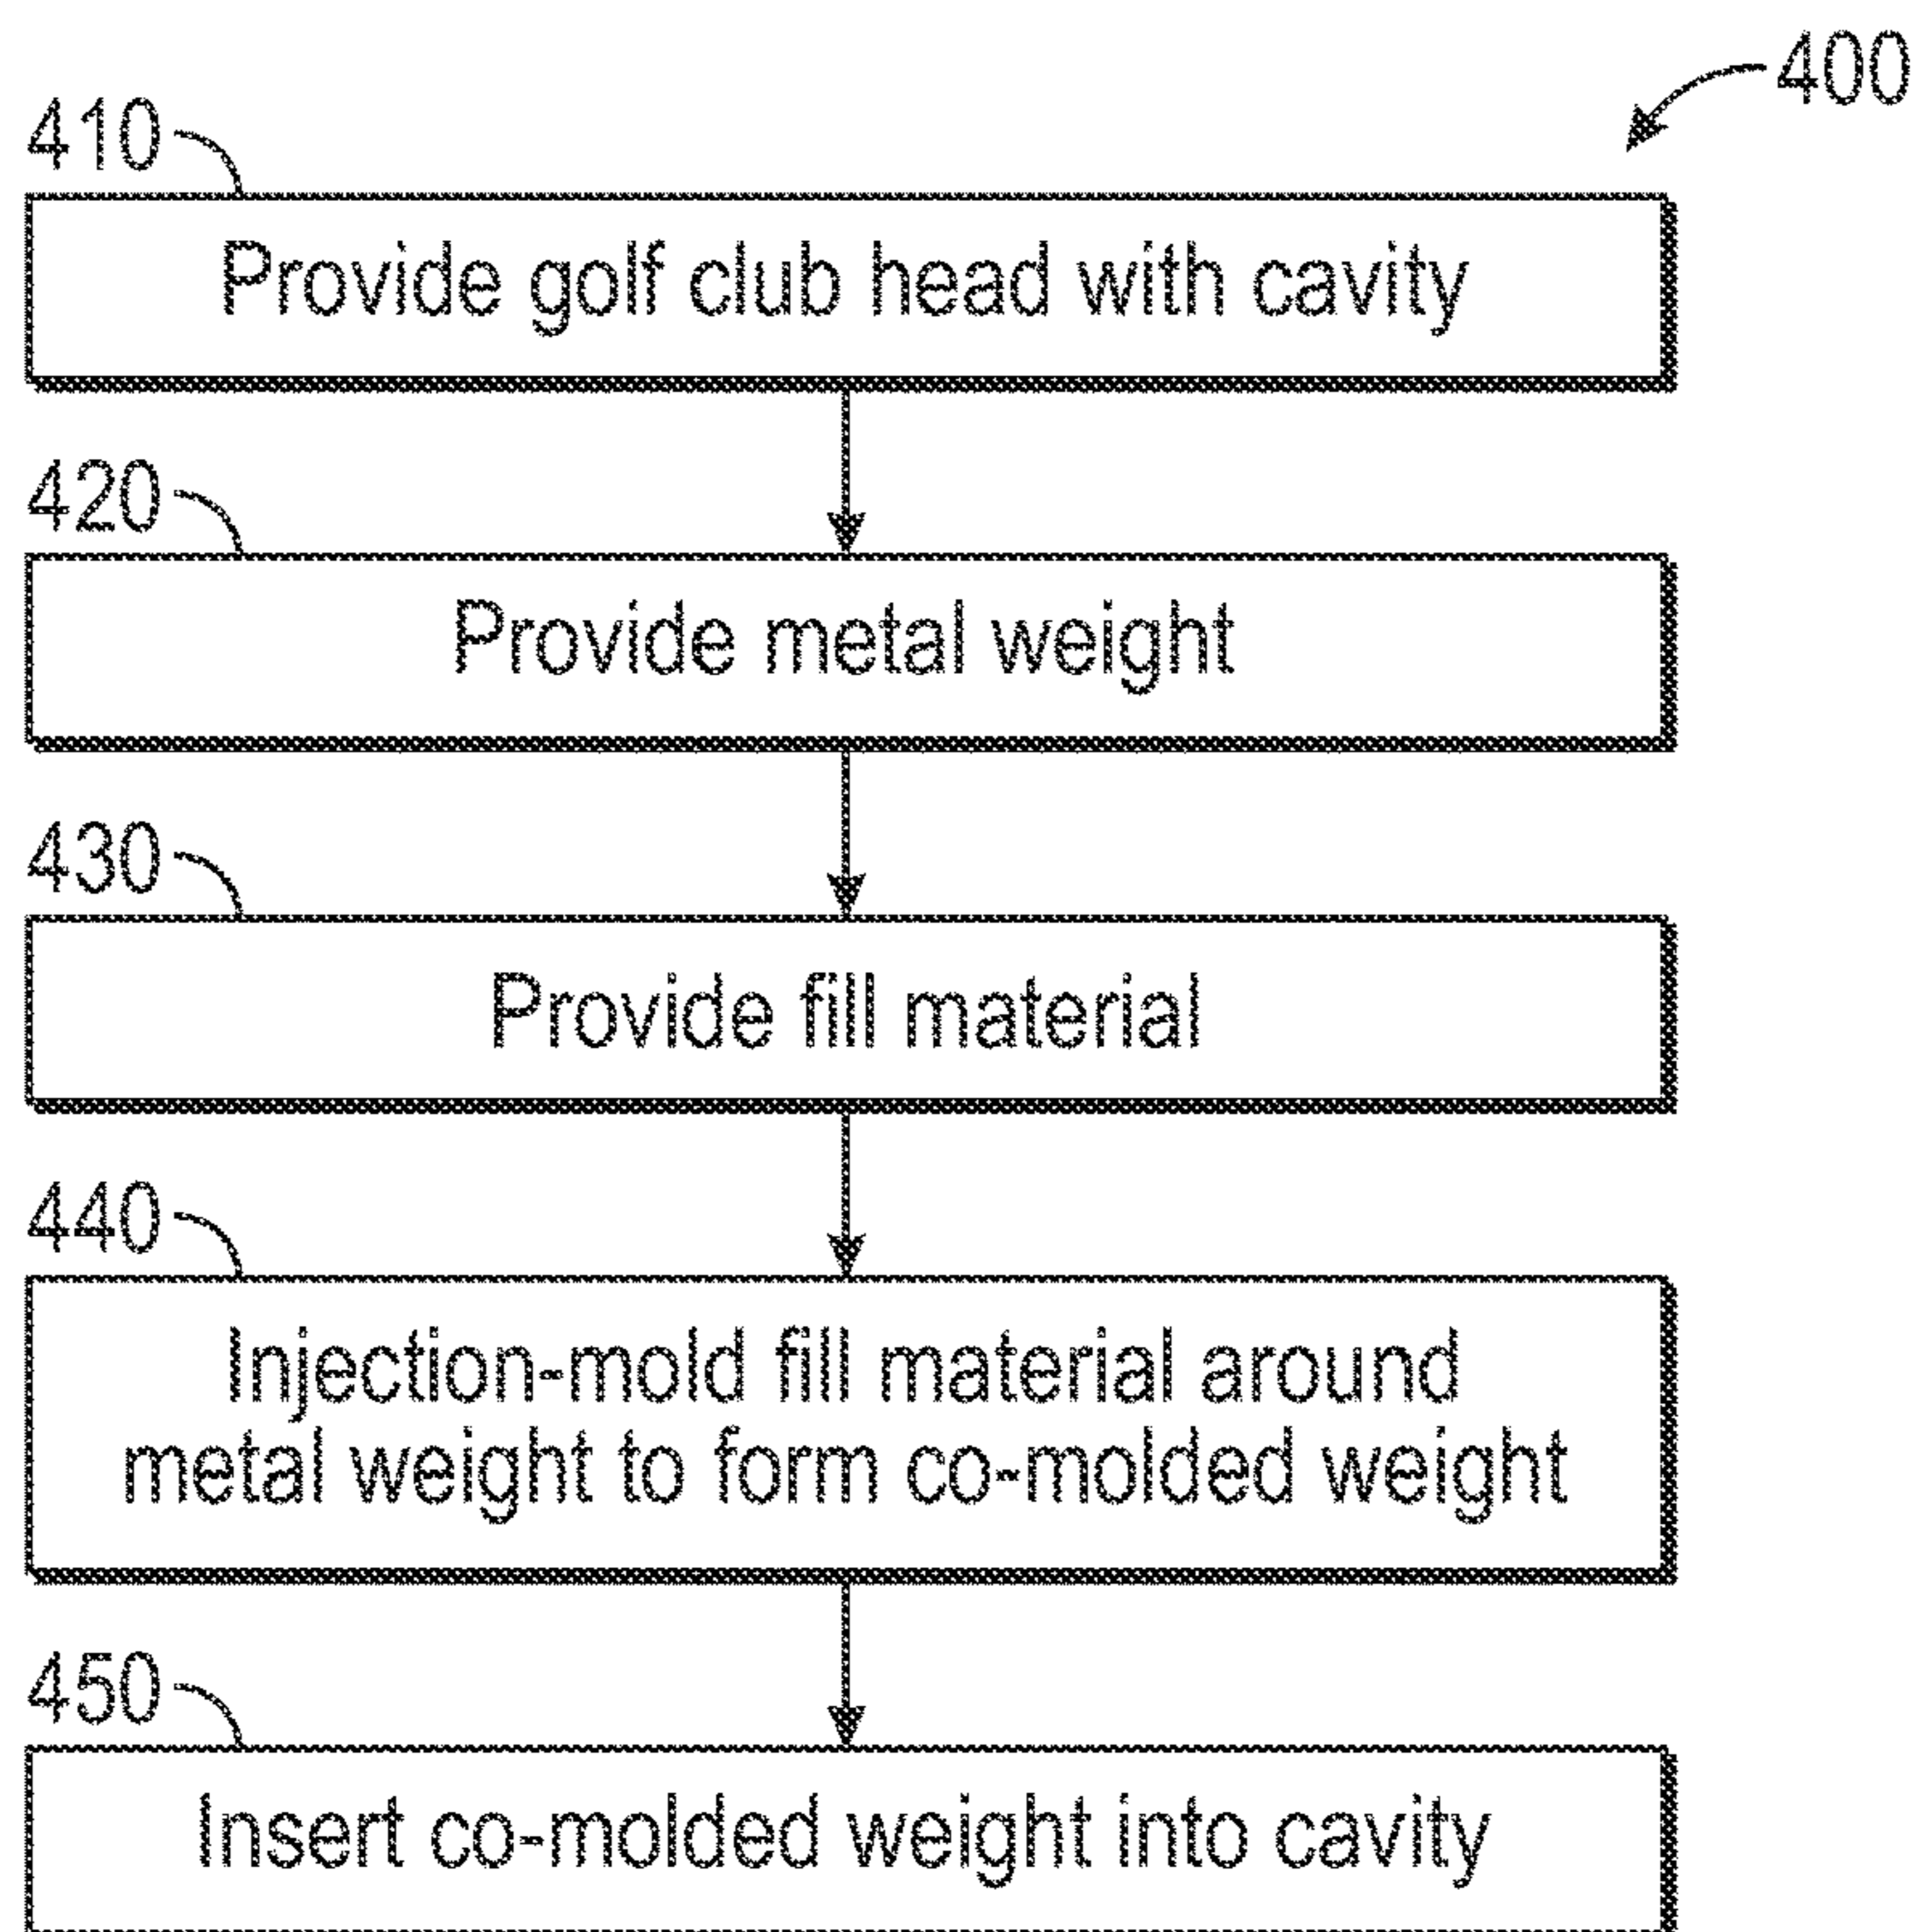 400
410
Provide golf club head with cavity
420
Provide metal weight
430
Provide fill material
440
Injection-mold fill material around
metal weight to form co-molded weight
450
Insert co-molded weight into cavity